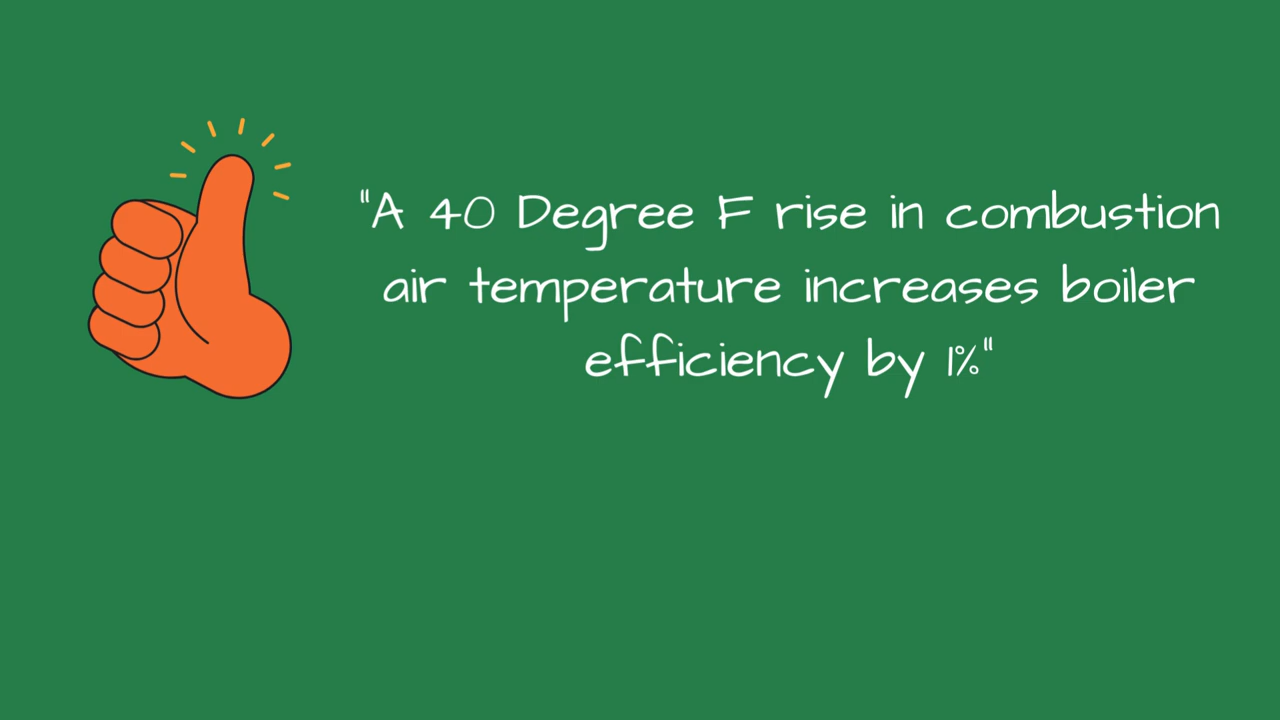 "A 40 Degree F rise in combustion
air temperature increases boiler
efficiency by 1%"